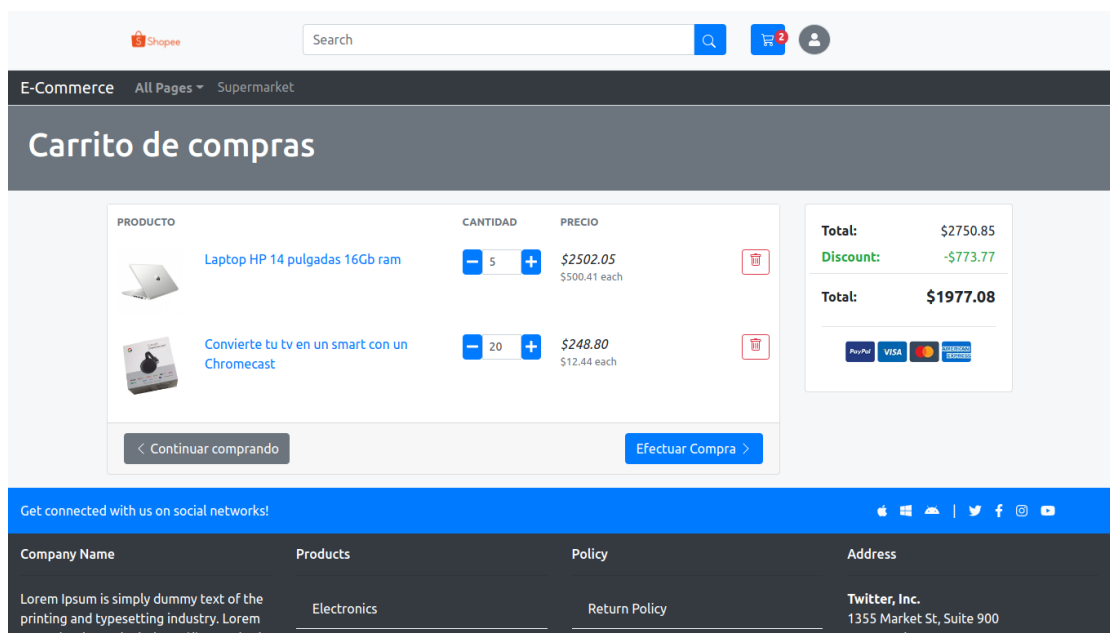 Shopee
Search
2
E-Commerce All Pages Supermarket
Carrito de compras
PRODUCTO CANTIDAD PRECIO
Laptop HP 14 pulgadas 16Gb ram
5
$2502.05
$500.41 each
Convierte tu tv en un smart con un
Chromecast
20
$248.80
$12.44 each
Continuar comprando
Efectuar Compra
Total: $2750.85
Discount: -$773.77
Total: $1977.08
PayPal VISA AMERICAN EXPRESS
Get connected with us on social networks!
|
Company Name
Lorem Ipsum is simply dummy text of the
printing and typesetting industry. Lorem
Products
Electronics
Policy
Return Policy
Address
Twitter, Inc.
1355 Market St, Suite 900